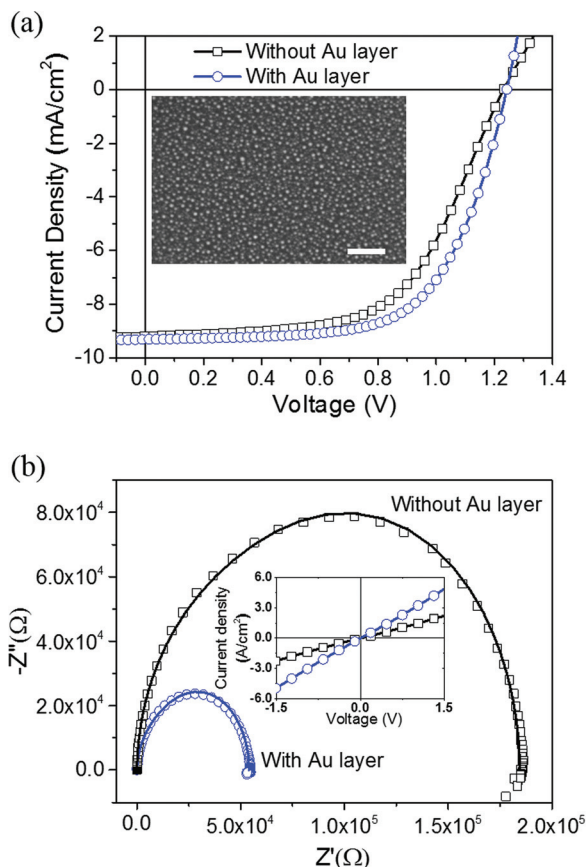 (a)
Without Au layer
With Au layer
2
0
-2
-4
-6
-8
-10
Current Density (mA/cm²)
0.0 0.2 0.4 0.6 0.8 1.0 1.2 1.4
Voltage (V)
(b)
Without Au layer
8.0x10⁴
6.0x10⁴
4.0x10⁴
2.0x10⁴
0.0
-Z"(Ω)
6.0
3.0
0.0
-3.0
-6.0
Current density
(A/cm²)
-1.5 0.0 1.5
Voltage (V)
With Au layer
0.0 5.0x10⁴ 1.0x10⁵ 1.5x10⁵ 2.0x10⁵
Z'(Ω)